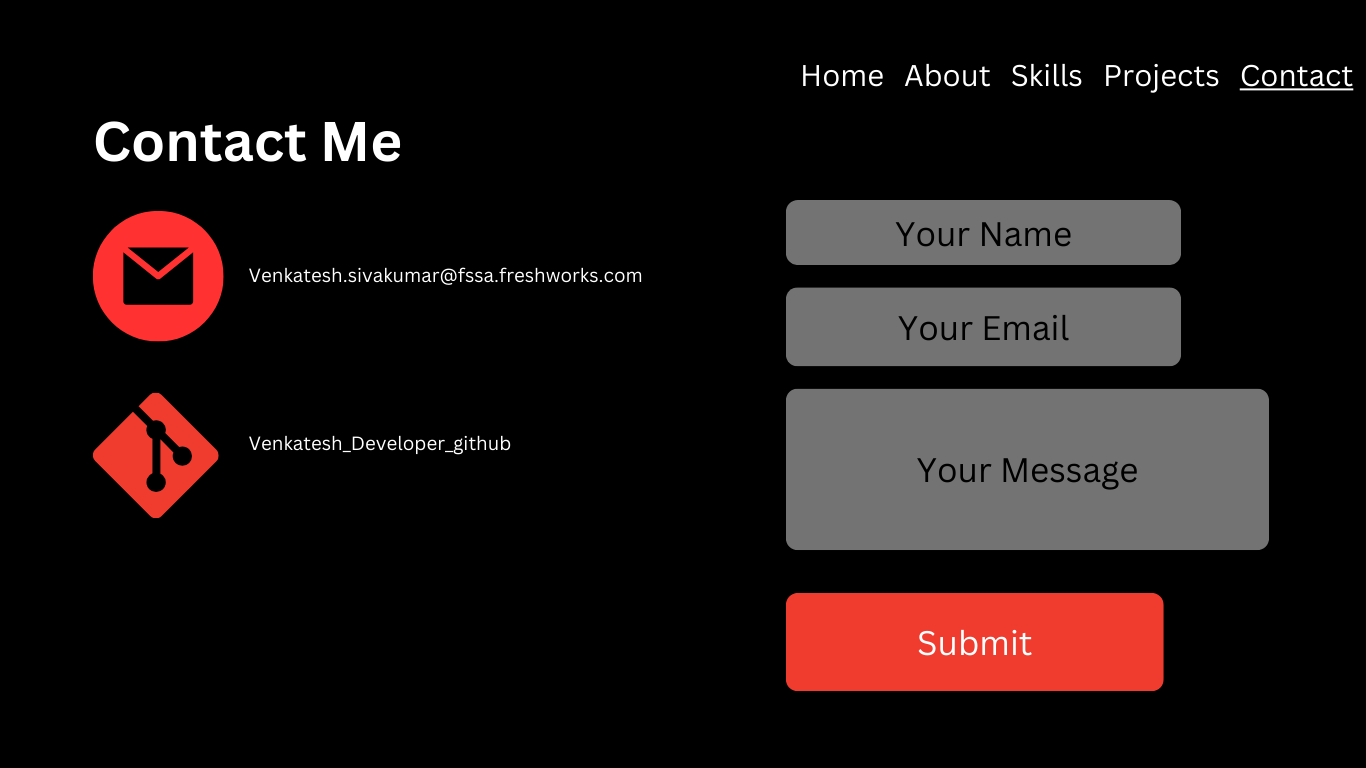 Home About Skills Projects Contact
Contact Me
Venkatesh.sivakumar@fssa.freshworks.com
Venkatesh_Developer_github
Your Name
Your Email
Your Message
Submit